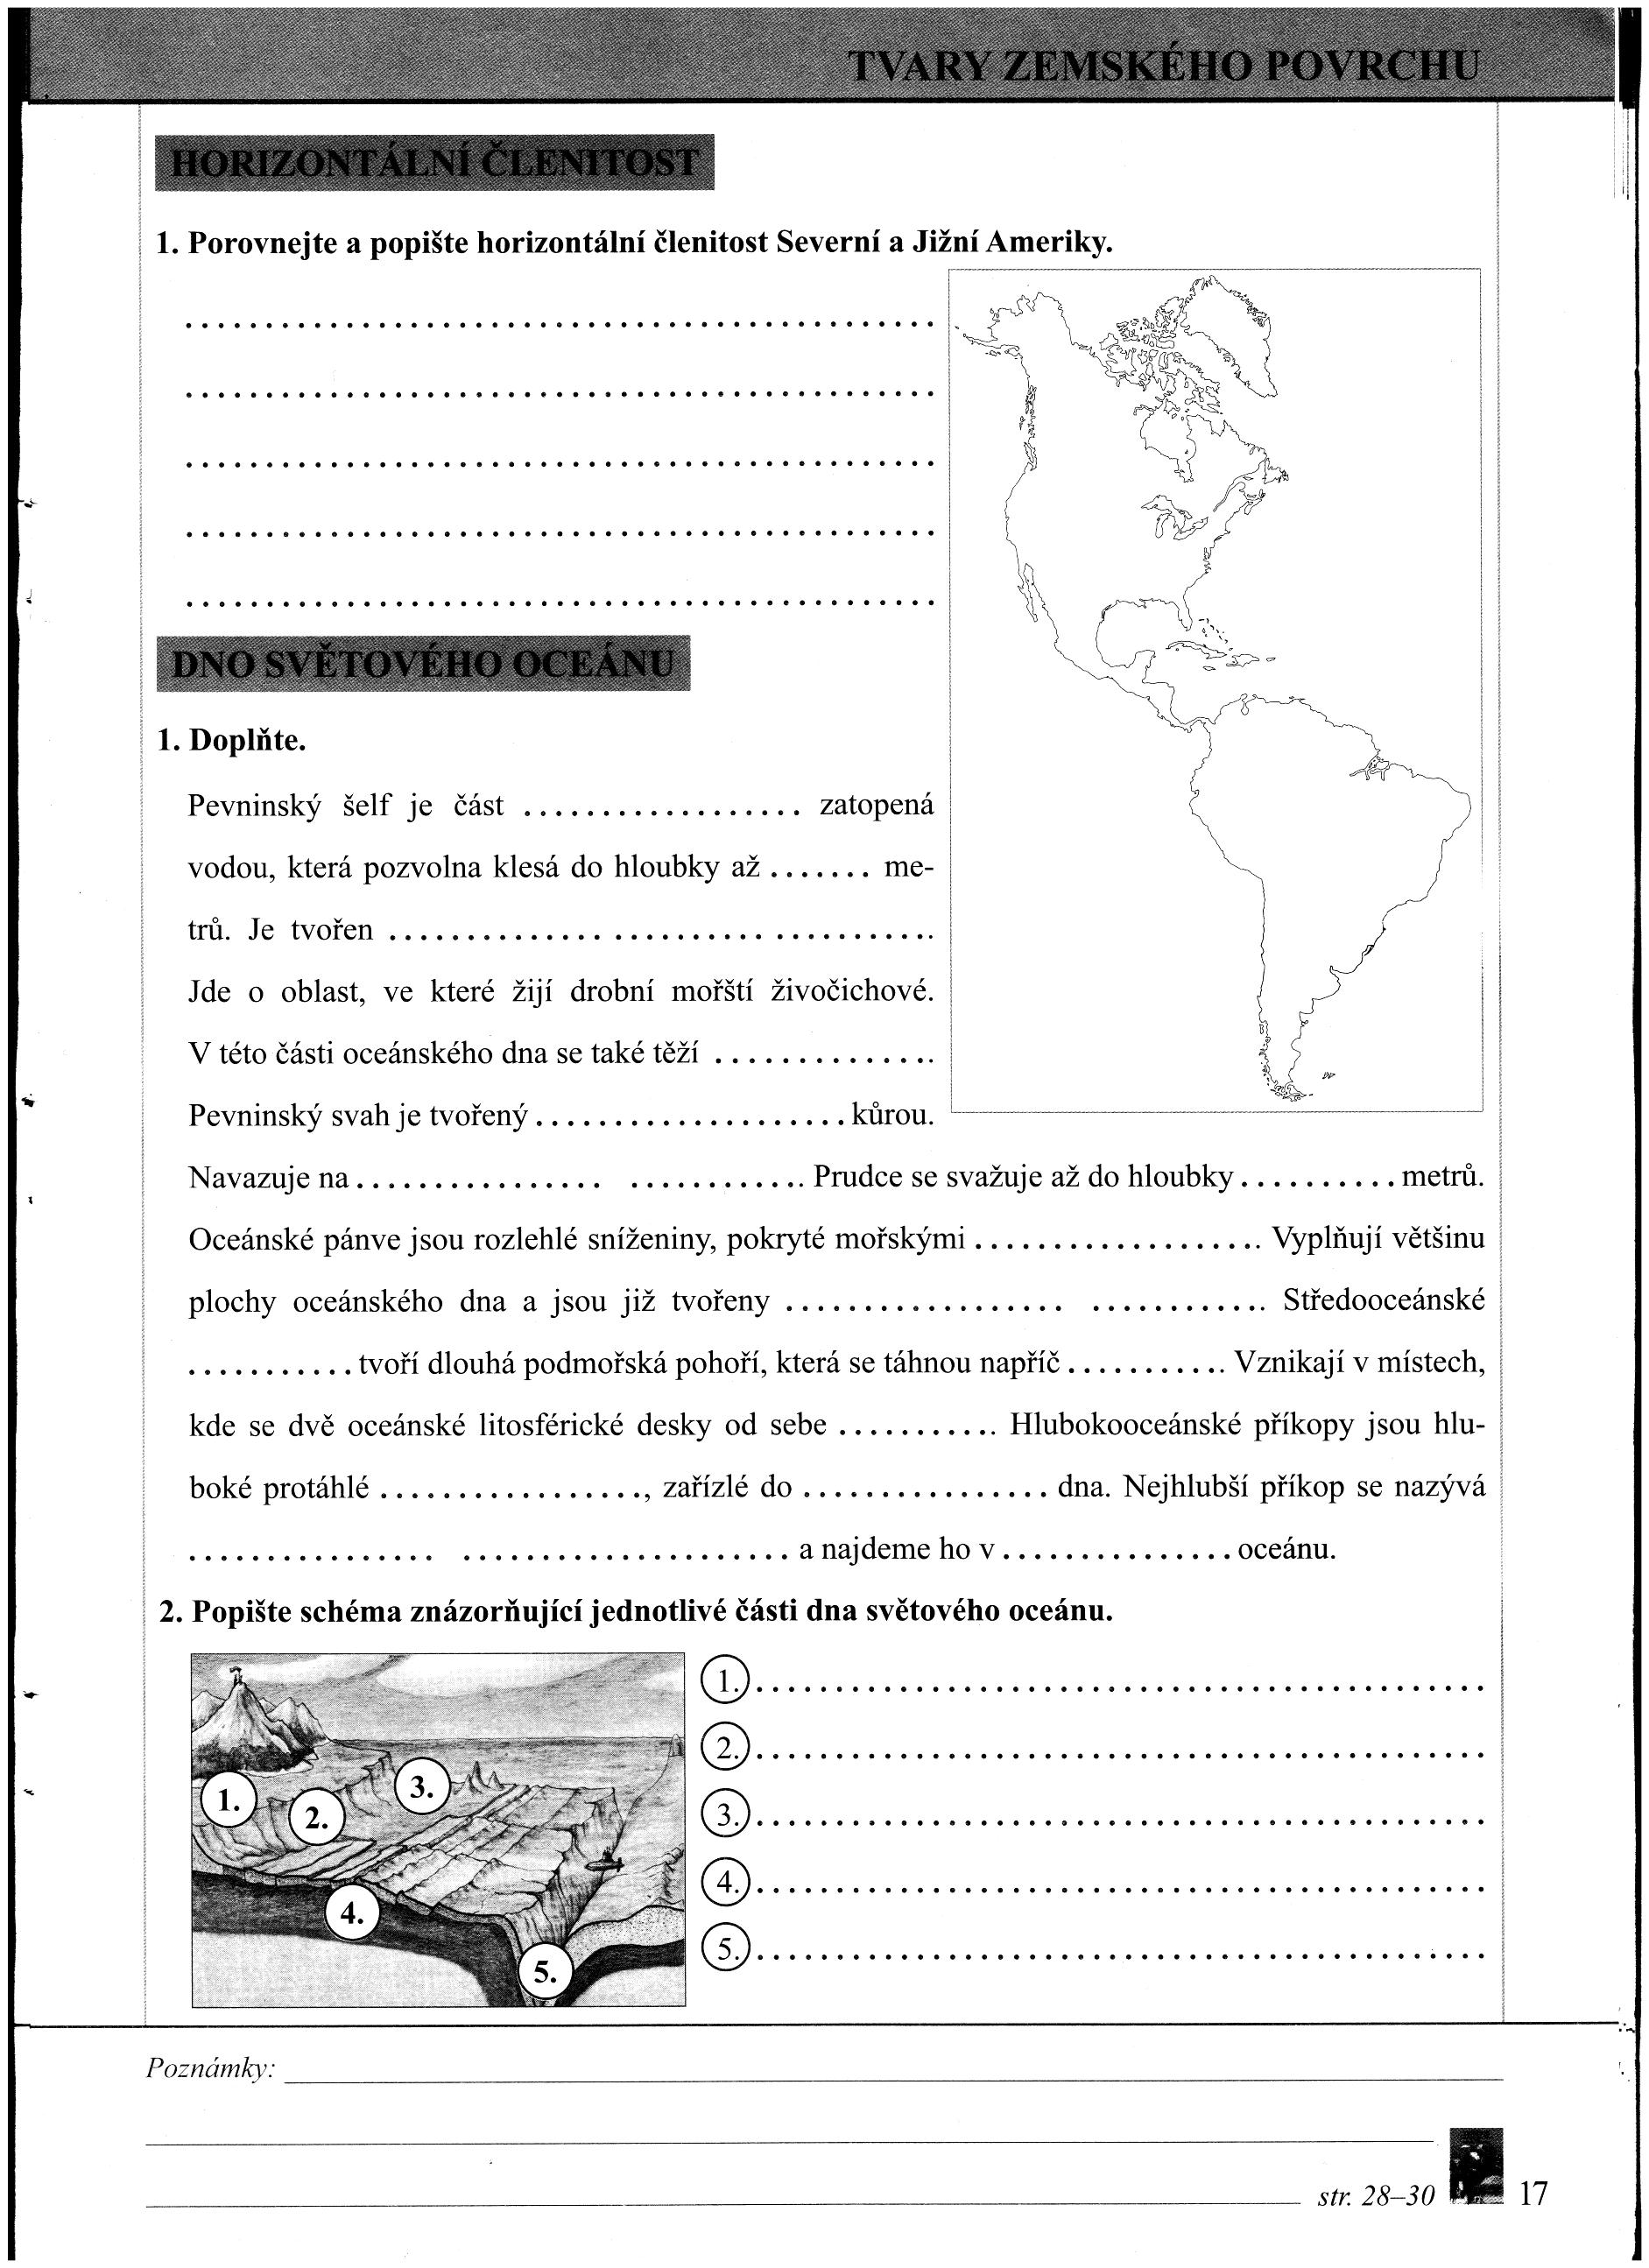 TVARY ZEMSKÉHO POVRCHU
HORIZONTÁLNÍ ČLENITOST
1. Porovnejte a popište horizontální členitost Severní a Jižní Ameriky.
DNO SVĚTOVÉHO OCEÁNU
1. Doplňte.
Pevninský šelf je část .................. zatopená
vodou, která pozvolna klesá do hloubky až ....... me-
trů. Je tvořen .............. .......... ...........
Jde o oblast, ve které žijí drobní mořští živočichové.
V této části oceánského dna se také těží ..............
Pevninský svah je tvořený .................... kůrou.
Navazuje na ................ ............ Prudce se svažuje až do hloubky .......... metrů.
Oceánské pánve jsou rozlehlé sníženiny, pokryté mořskými ................... Vyplňují většinu
plochy oceánského dna a jsou již tvořeny .................. ............ Středooceánské
........... tvoří dlouhá podmořská pohoří, která se táhnou napříč ........... Vznikají v místech,
kde se dvě oceánské litosférické desky od sebe ........... Hlubokooceánské příkopy jsou hlu-
boké protáhlé ................., zařízlé do ................ dna. Nejhlubší příkop se nazývá
................ ..................... a najdeme ho v ............... oceánu.
2. Popište schéma znázorňující jednotlivé části dna světového oceánu.
1.
2.
3.
4.
5.
1. ................................................
2. ................................................
3. ................................................
4. ................................................
5. ................................................
Poznámky:
str. 28–30
17